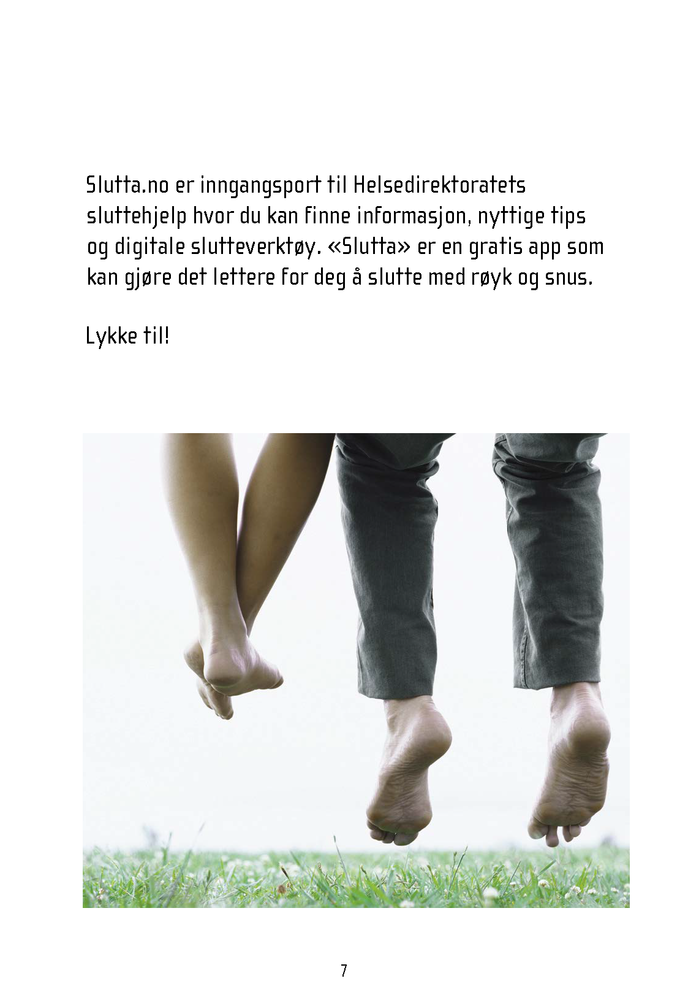 Slutta.no er inngangsport til Helsedirektoratets
sluttehjelp hvor du kan finne informasjon, nyttige tips
og digitale slutteverktøy. «Slutta» er en gratis app som
kan gjøre det lettere for deg å slutte med røyk og snus.
Lykke til!
7